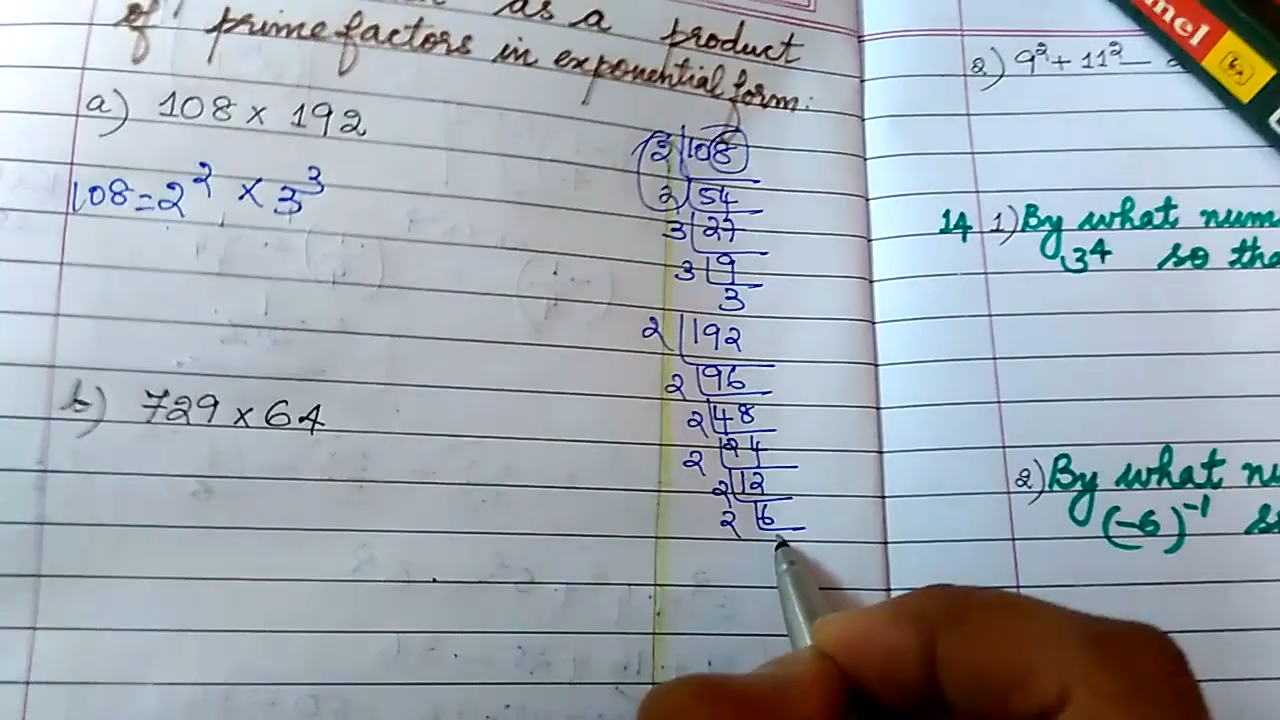 as a product
of prime factors in exponential form:
a) 108 × 192
108 = 2² × 3³
b) 729 × 64
2 | 108
2 | 54
3 | 27
3 | 9
3
2 | 192
2 | 96
2 | 48
2 | 24
2 | 12
2 | 6
mel
2) 9² + 11² –
14 1) By what num
3⁴ so tha
2) By what nu
(-6)⁻¹ s